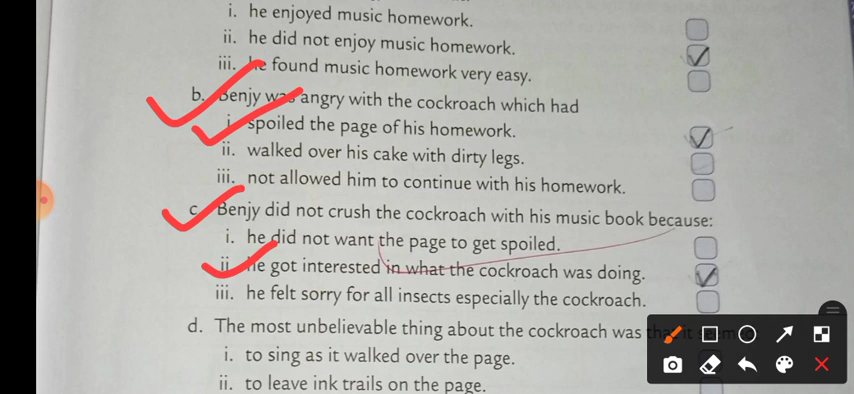 i. he enjoyed music homework.
ii. he did not enjoy music homework.
iii. he found music homework very easy.
b. Benjy was angry with the cockroach which had
i. spoiled the page of his homework.
ii. walked over his cake with dirty legs.
iii. not allowed him to continue with his homework.
c. Benjy did not crush the cockroach with his music book because:
i. he did not want the page to get spoiled.
ii. he got interested in what the cockroach was doing.
iii. he felt sorry for all insects especially the cockroach.
d. The most unbelievable thing about the cockroach was that it
i. to sing as it walked over the page.
ii. to leave ink trails on the page.